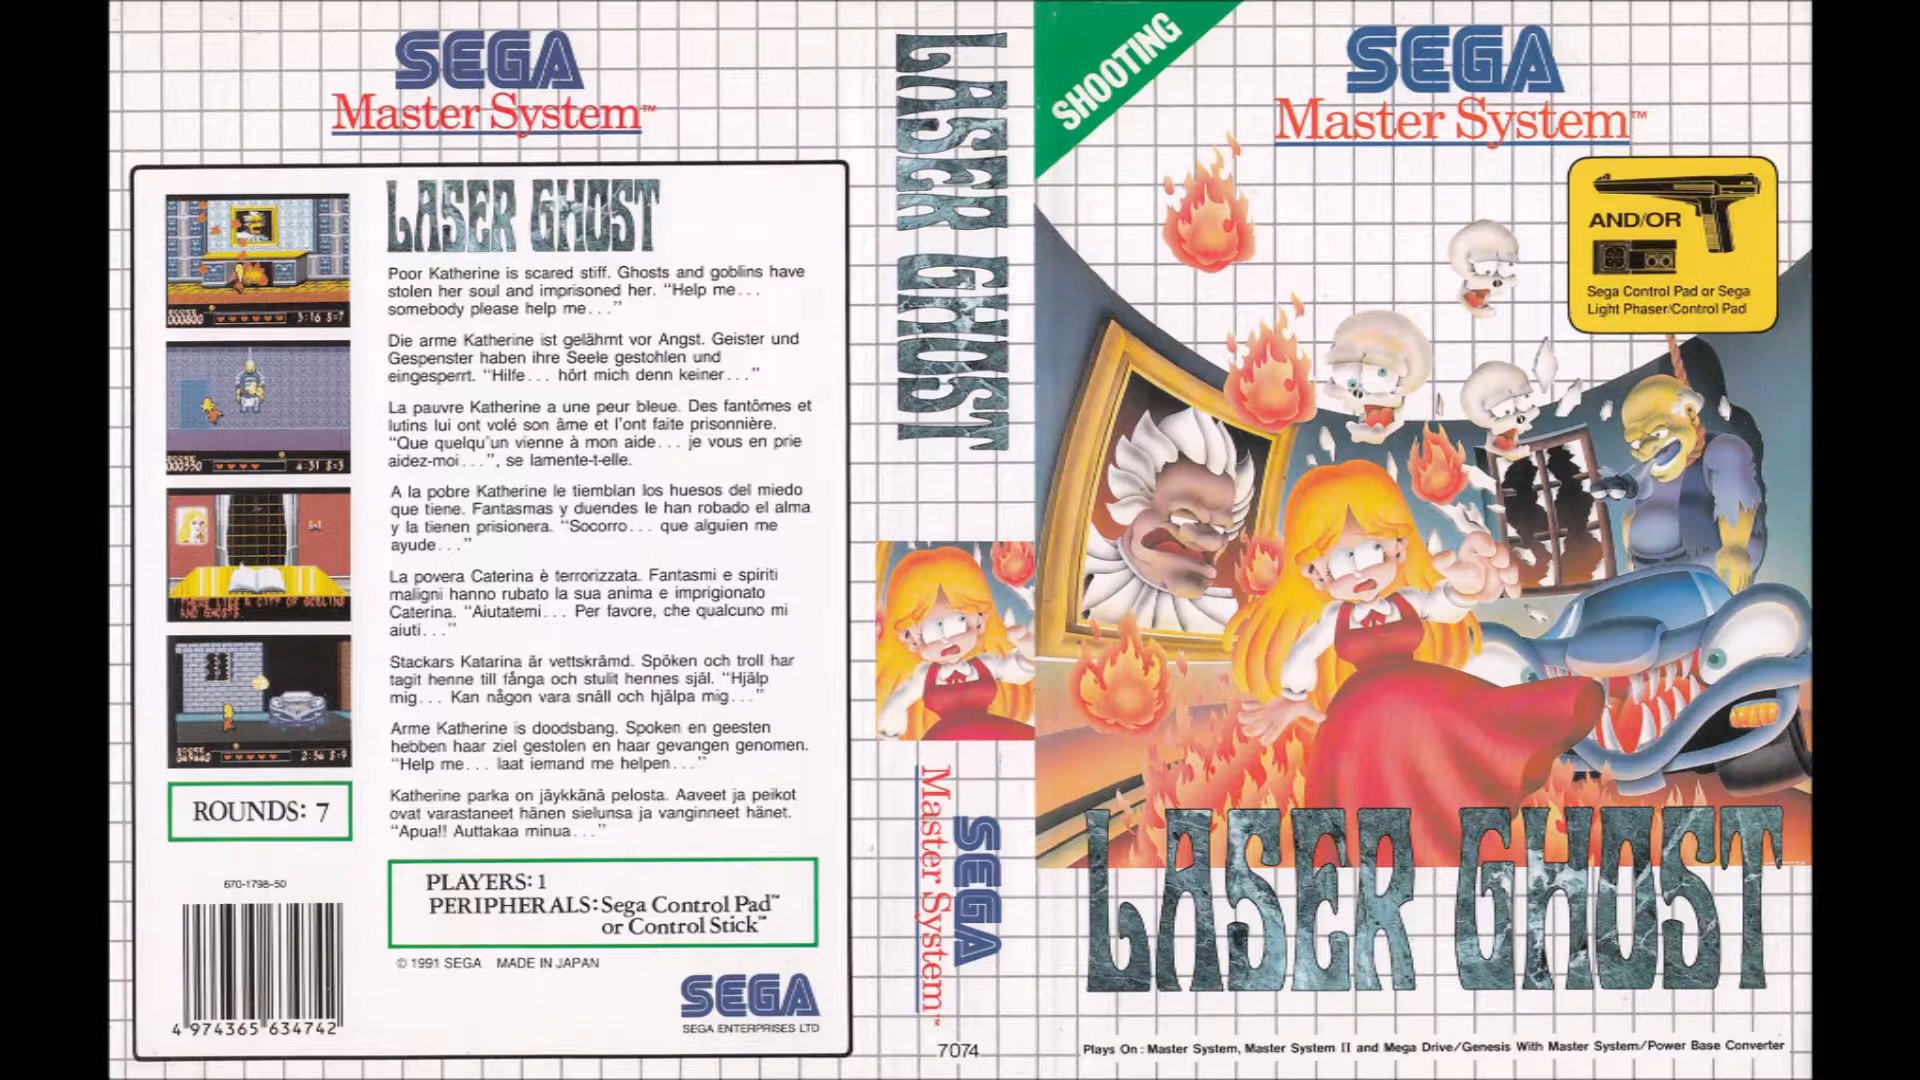 SEGA
Master System™
LASER GHOST
Poor Katherine is scared stiff. Ghosts and goblins have
stolen her soul and imprisoned her. “Help me...
somebody please help me...”
Die arme Katherine ist gelähmt vor Angst. Geister und
Gespenster haben ihre Seele gestohlen und
eingesperrt. “Hilfe... hört mich denn keiner...”
La pauvre Katherine a une peur bleue. Des fantômes et
lutins lui ont volé son âme et l'ont faite prisonnière.
“Que quelqu'un vienne à mon aide... je vous en prie
aidez-moi...”, se lamente-t-elle.
A la pobre Katherine le tiemblan los huesos del miedo
que tiene. Fantasmas y duendes le han robado el alma
y la tienen prisionera. “Socorro... que alguien me
ayude...”
La povera Caterina è terrorizzata. Fantasmi e spiriti
maligni hanno rubato la sua anima e imprigionato
Caterina. “Aiutatemi... Per favore, che qualcuno mi
aiuti...”
Stackars Katarina är vettskrämd. Spöken och troll har
tagit henne till fånga och stulit hennes själ. “Hjälp
mig... Kan någon vara snäll och hjälpa mig...”
Arme Katherine is doodsbang. Spoken en geesten
hebben haar ziel gestolen en haar gevangen genomen.
“Help me... laat iemand me helpen...”
Katherine parka on jäykkänä pelosta. Aaveet ja peikot
ovat varastaneet hänen sielunsa ja vanginneet hänet.
“Apua!! Auttakaa minua...”
3:16 $=7
4:31 $=3
2:56 $=9
ROUNDS: 7
670-1798-50
4 974365 634742
PLAYERS: 1
PERIPHERALS: Sega Control Pad™
or Control Stick™
© 1991 SEGA MADE IN JAPAN
SEGA
SEGA ENTERPRISES LTD
LASER GHOST
Master System™
SEGA
7074
SHOOTING
SEGA
Master System™
AND/OR
Sega Control Pad or Sega
Light Phaser/Control Pad
LASER GHOST
Plays On : Master System, Master System II and Mega Drive/Genesis With Master System/Power Base Converter